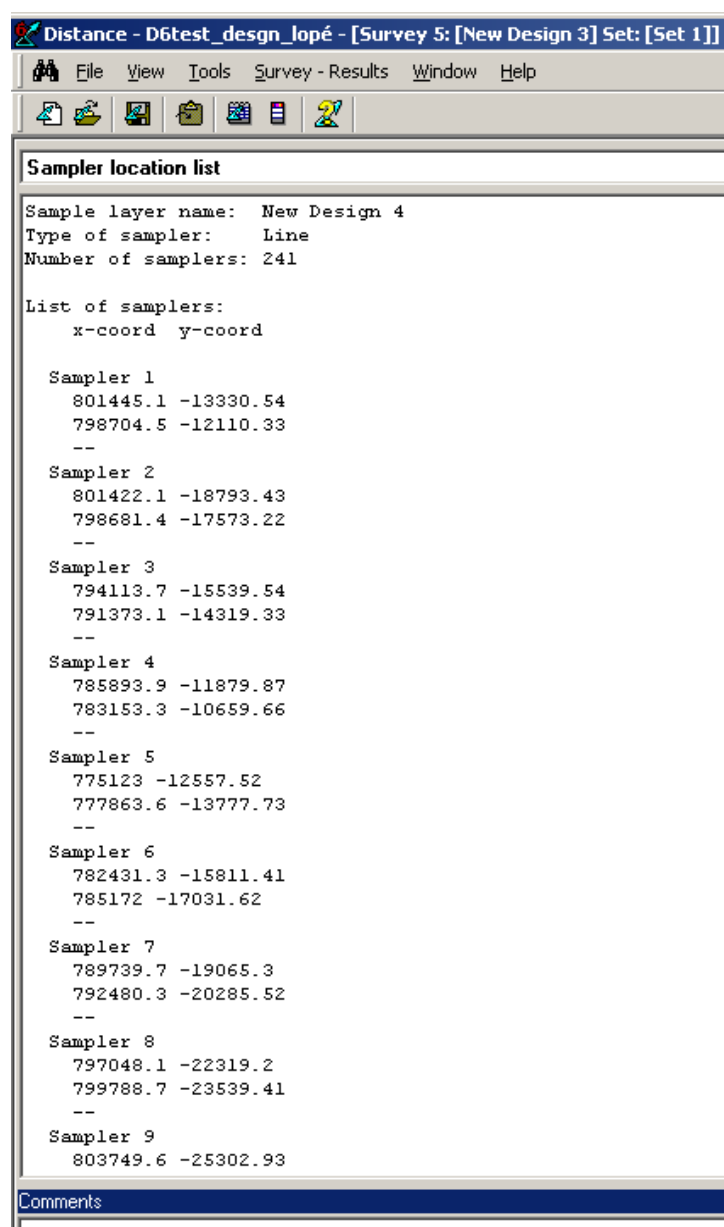 Distance - D6test_desgn_lopé - [Survey 5: [New Design 3] Set: [Set 1]]
File View Tools Survey - Results Window Help
Sampler location list
Sample layer name: New Design 4
Type of sampler: Line
Number of samplers: 241
List of samplers:
x-coord y-coord
Sampler 1
801445.1 -13330.54
798704.5 -12110.33
--
Sampler 2
801422.1 -18793.43
798681.4 -17573.22
--
Sampler 3
794113.7 -15539.54
791373.1 -14319.33
--
Sampler 4
785893.9 -11879.87
783153.3 -10659.66
--
Sampler 5
775123 -12557.52
777863.6 -13777.73
--
Sampler 6
782431.3 -15811.41
785172 -17031.62
--
Sampler 7
789739.7 -19065.3
792480.3 -20285.52
--
Sampler 8
797048.1 -22319.2
799788.7 -23539.41
--
Sampler 9
803749.6 -25302.93
Comments